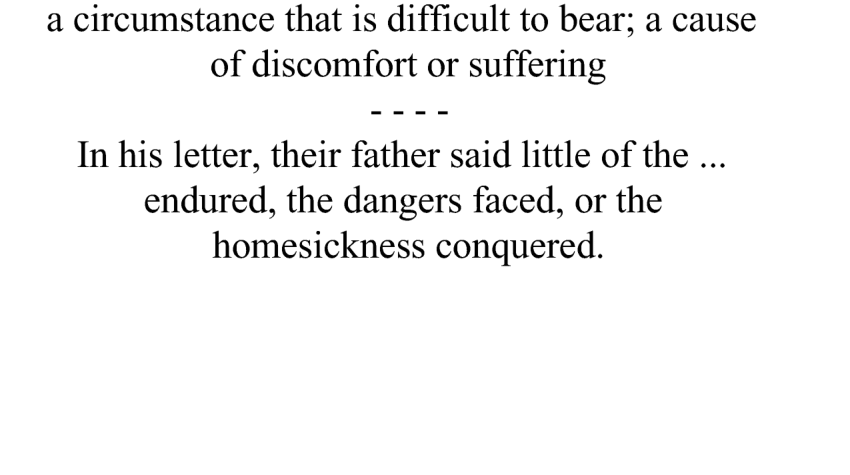 a circumstance that is difficult to bear; a cause
of discomfort or suffering
- - - -
In his letter, their father said little of the ...
endured, the dangers faced, or the
homesickness conquered.